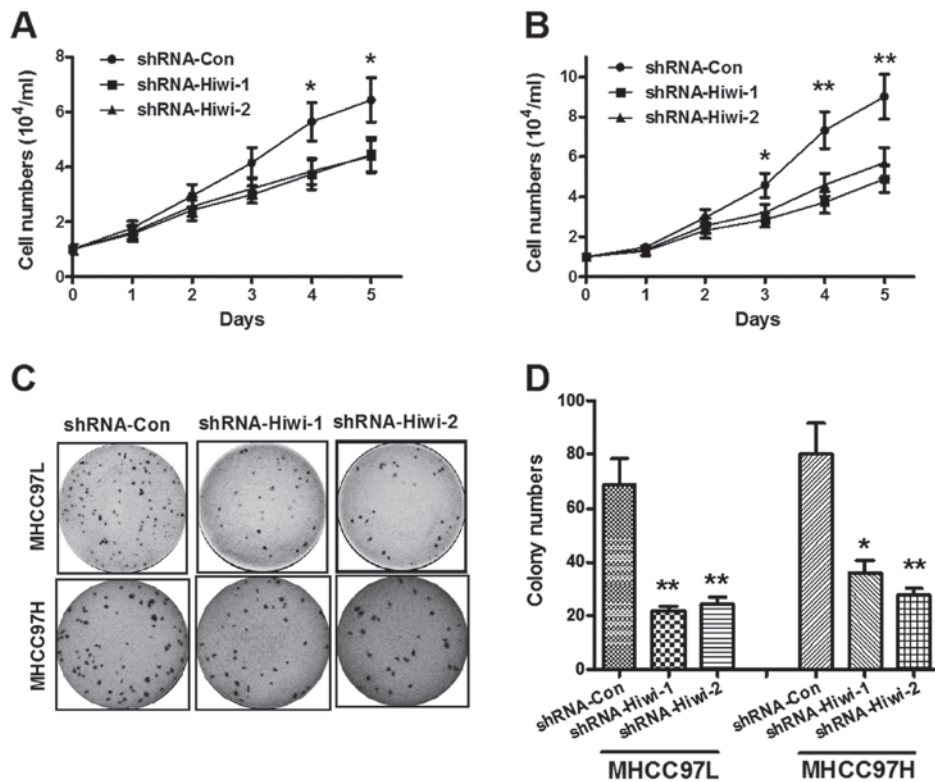 A
8
6
4
2
0
Cell numbers (10⁴/ml)
shRNA-Con
shRNA-Hiwi-1
shRNA-Hiwi-2
*
*
0 1 2 3 4 5
Days
B
10
8
6
4
2
0
Cell numbers (10⁴/ml)
shRNA-Con
shRNA-Hiwi-1
shRNA-Hiwi-2
*
**
**
0 1 2 3 4 5
Days
C
shRNA-Con shRNA-Hiwi-1 shRNA-Hiwi-2
MHCC97L
MHCC97H
D
100
80
60
40
20
0
Colony numbers
** ** * **
shRNA-Con
shRNA-Hiwi-1
shRNA-Hiwi-2
shRNA-Con
shRNA-Hiwi-1
shRNA-Hiwi-2
MHCC97L MHCC97H